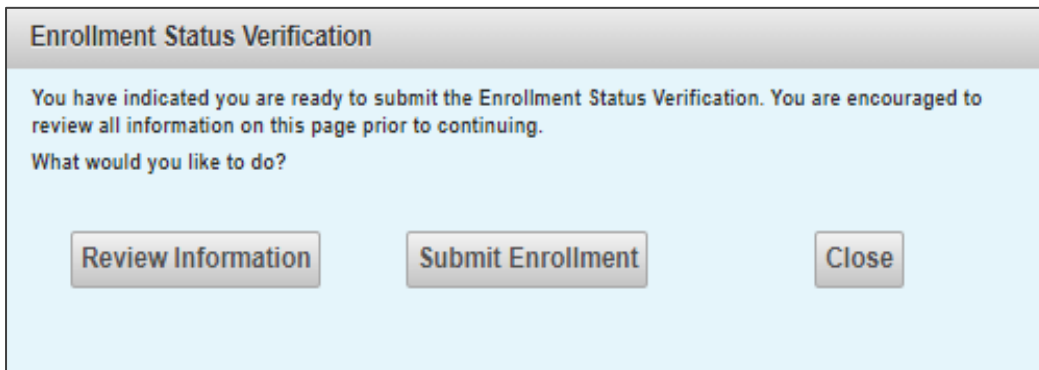 Enrollment Status Verification
You have indicated you are ready to submit the Enrollment Status Verification. You are encouraged to
review all information on this page prior to continuing.
What would you like to do?
Review Information Submit Enrollment Close